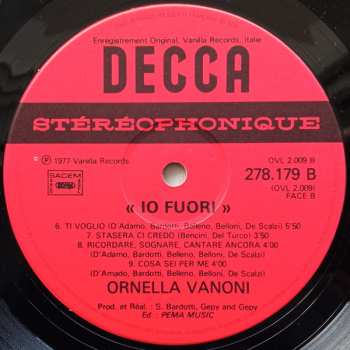 Enregistrement Original, Vanilla Records, Italie
DECCA
STÉRÉOPHONIQUE
℗ 1977 Vanilla Records
OVL 2.009 B
SACEM
278.179 B
(OVL 2.009)
FACE B
« IO FUORI »
6. TI VOGLIO (D'Adamo, Bardotti, Belleno, Belloni, De Scalzi) 5'50
7. STASERA CI CREDO (Bencini, Del Turco) 3'50
8. RICORDARE, SOGNARE, CANTARE ANCORA 4'00
(D'Adamo, Bardotti, Belleno, Belloni, De Scalzi)
9. COSA SEI PER ME 4'00
(D'Amado, Bardotti, Belleno, Belloni, De Scalzi)
ORNELLA VANONI
Prod. et Réal.: S. Bardotti, Gepy and Gepy
Ed : PEMA MUSIC